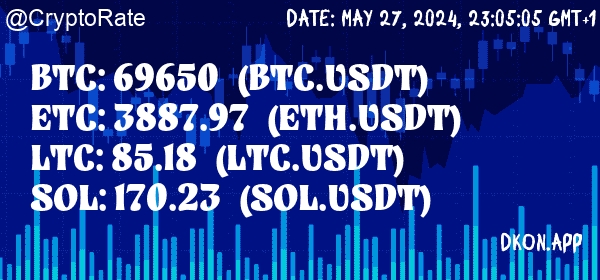 @CryptoRate
DATE: MAY 27, 2024, 23:05:05 GMT+1
BTC: 69650 (BTC.USDT)
ETC: 3887.97 (ETH.USDT)
LTC: 85.18 (LTC.USDT)
SOL: 170.23 (SOL.USDT)
DKON.APP